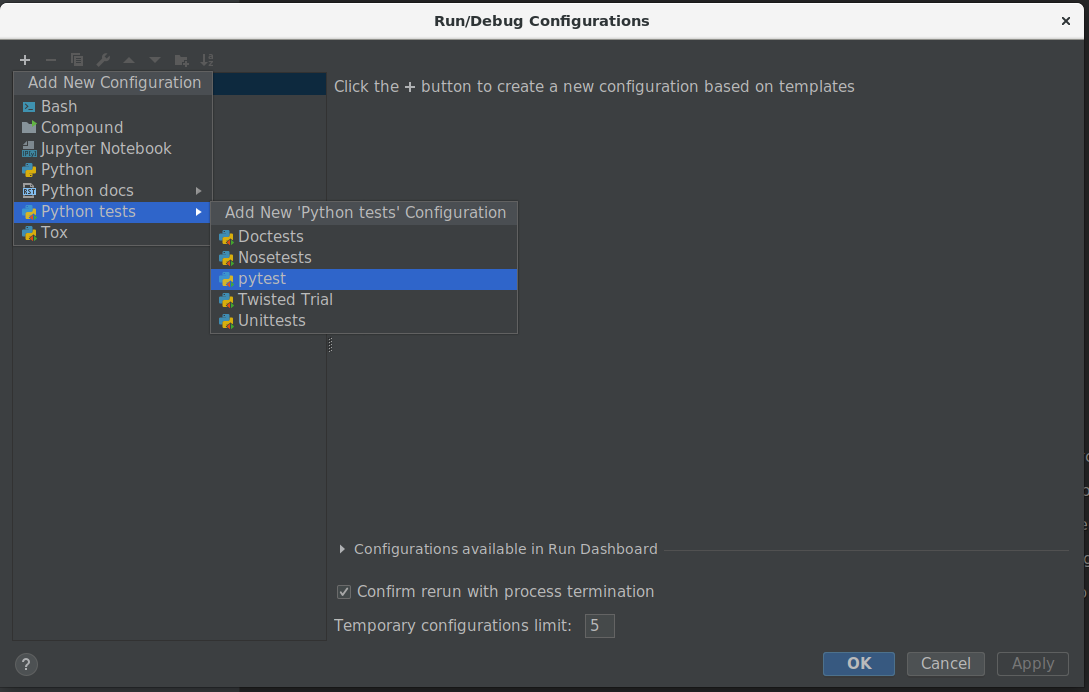 Run/Debug Configurations
Add New Configuration
Click the + button to create a new configuration based on templates
Bash
Compound
Jupyter Notebook
Python
Python docs
Python tests
Tox
Add New 'Python tests' Configuration
Doctests
Nosetests
pytest
Twisted Trial
Unittests
Configurations available in Run Dashboard
Confirm rerun with process termination
Temporary configurations limit: 5
? OK Cancel Apply